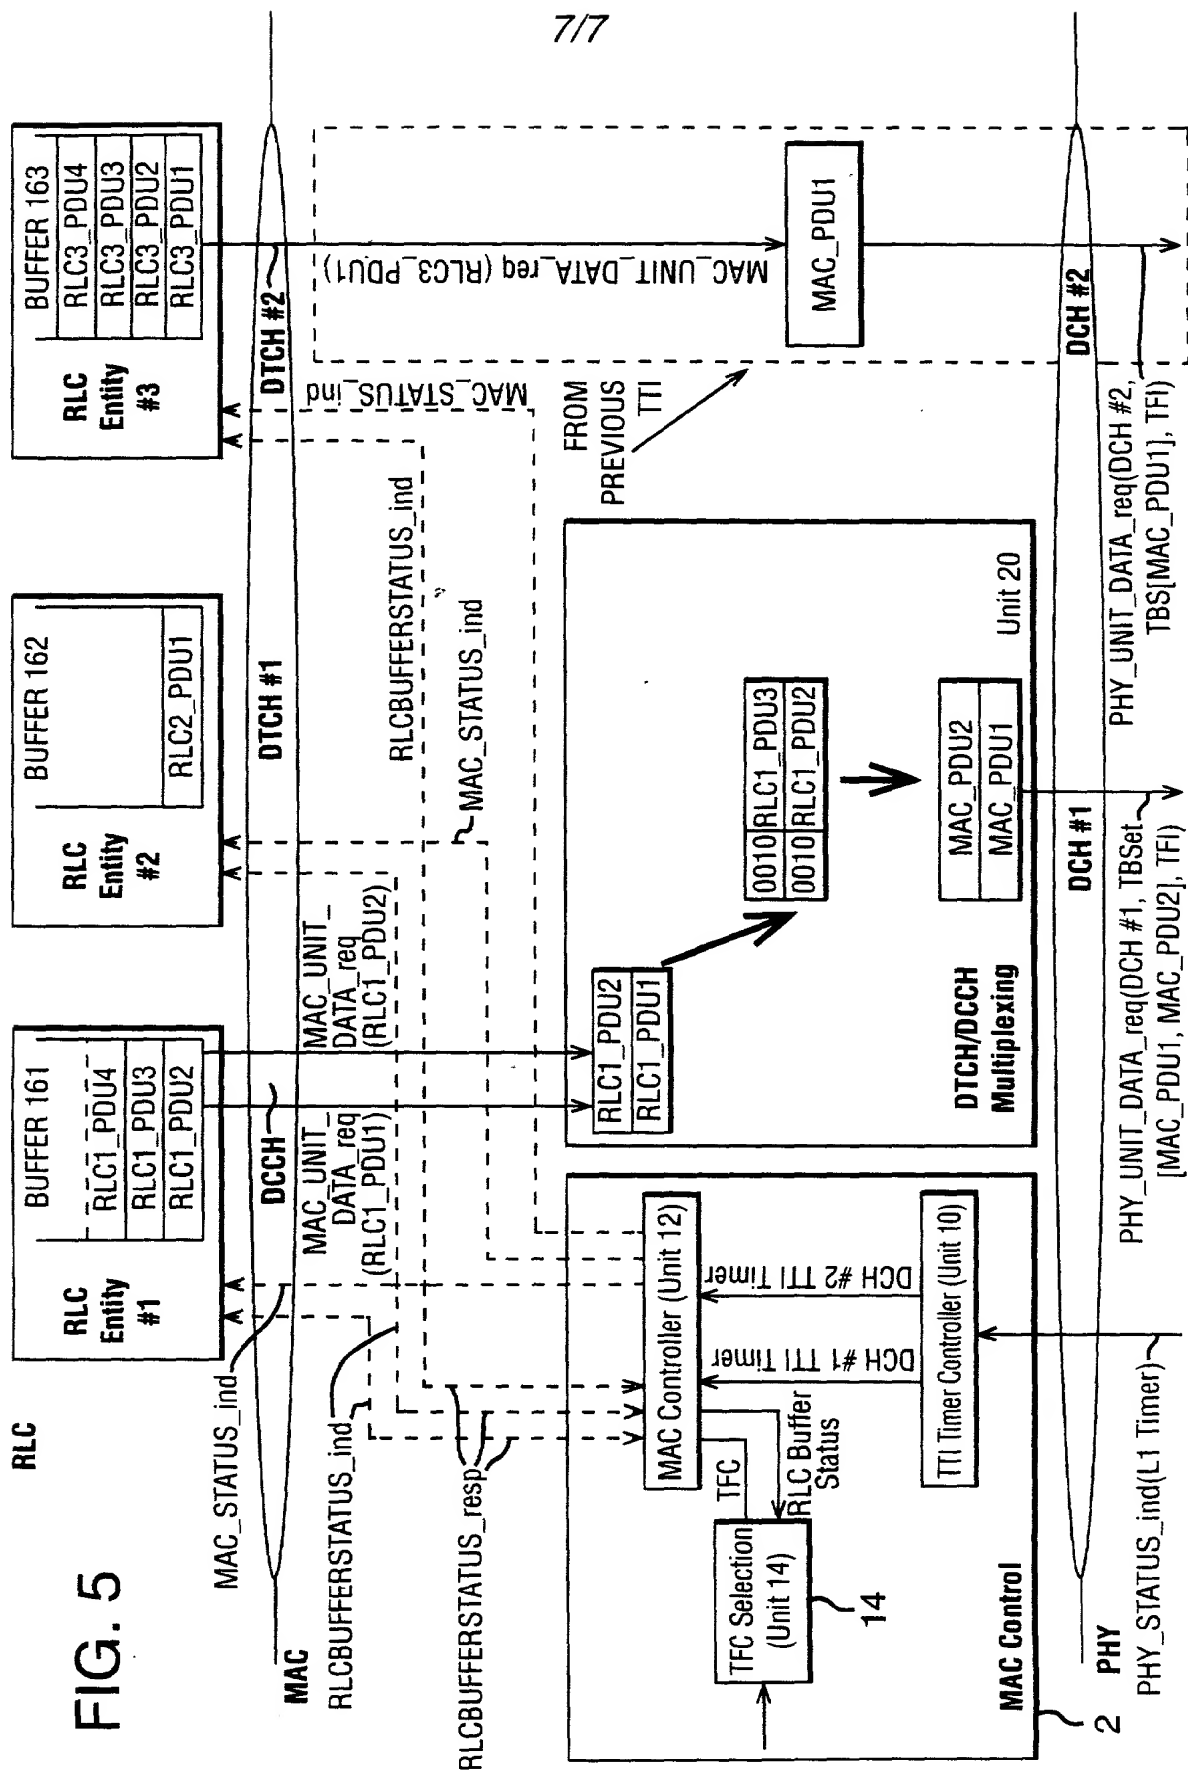 7/7
FIG. 5
RLC
RLC
Entity
#1
BUFFER 161
RLC1_PDU4
RLC1_PDU3
RLC1_PDU2
RLC
Entity
#2
BUFFER 162
RLC2_PDU1
RLC
Entity
#3
BUFFER 163
RLC3_PDU4
RLC3_PDU3
RLC3_PDU2
RLC3_PDU1
MAC_STATUS_ind
MAC
DCCH
DTCH #1
DTCH #2
RLCBUFFERSTATUS_ind
MAC_UNIT_
DATA_req
(RLC1_PDU1)
MAC_UNIT_
DATA_req
(RLC1_PDU2)
RLCBUFFERSTATUS_ind
MAC_STATUS_ind
MAC_STATUS_ind
MAC_UNIT_DATA_req (RLC3_PDU1)
RLCBUFFERSTATUS_resp
FROM
PREVIOUS
TTI
MAC_PDU1
MAC Controller (Unit 12)
TFC
RLC Buffer
Status
TFC Selection
(Unit 14)
14
DCH #1 TTI Timer
DCH #2 TTI Timer
TTI Timer Controller (Unit 10)
MAC Control
2
RLC1_PDU2
RLC1_PDU1
0010 RLC1_PDU3
0010 RLC1_PDU2
MAC_PDU2
MAC_PDU1
DTCH/DCCH
Multiplexing
Unit 20
PHY
DCH #1
DCH #2
PHY_STATUS_ind(L1 Timer)
PHY_UNIT_DATA_req(DCH #1, TBSet
[MAC_PDU1, MAC_PDU2], TFI)
PHY_UNIT_DATA_req(DCH #2,
TBS[MAC_PDU1], TFI)